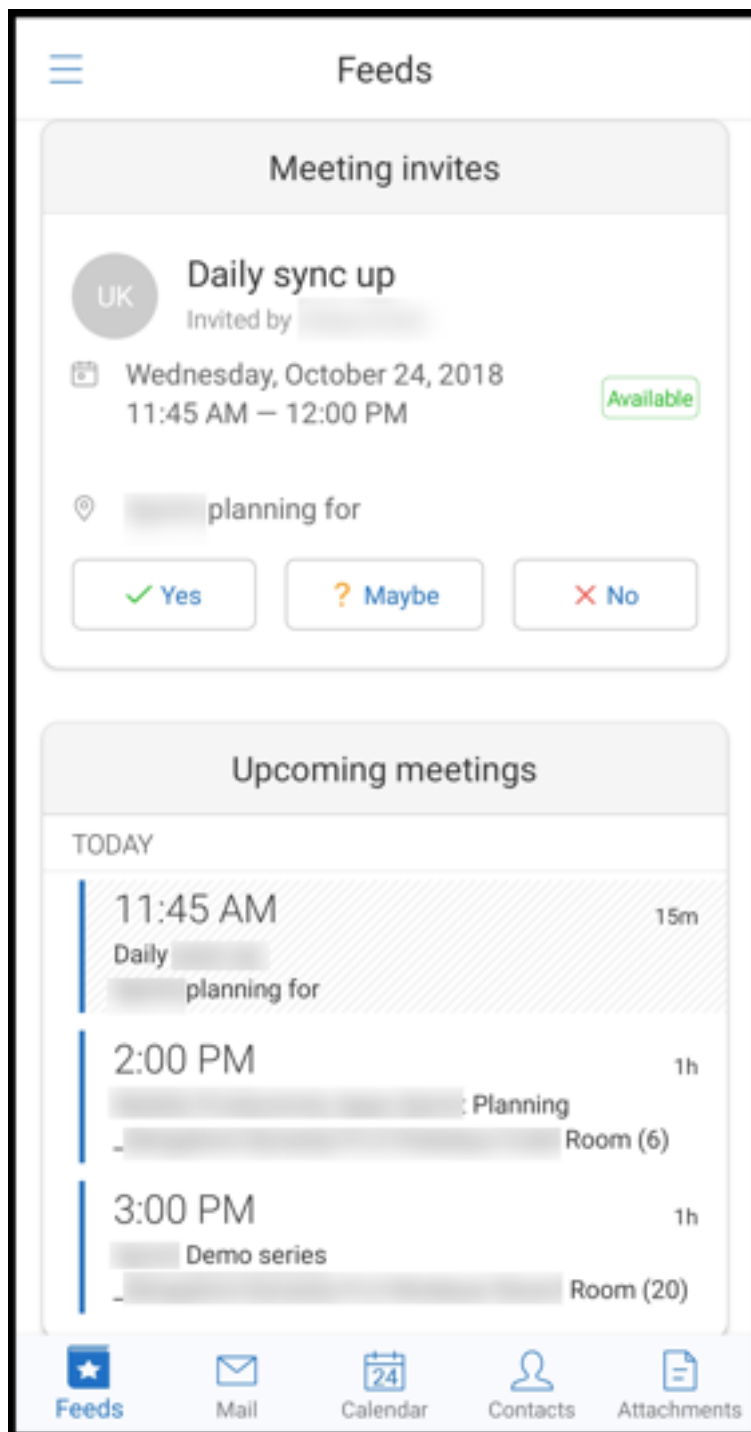 Feeds
Meeting invites
UK
Daily sync up
Invited by
Wednesday, October 24, 2018
11:45 AM — 12:00 PM
Available
planning for
Yes
? Maybe
No
Upcoming meetings
TODAY
11:45 AM
15m
Daily
planning for
2:00 PM
1h
: Planning
_ Room (6)
3:00 PM
1h
Demo series
_ Room (20)
24
Feeds
Mail
Calendar
Contacts
Attachments